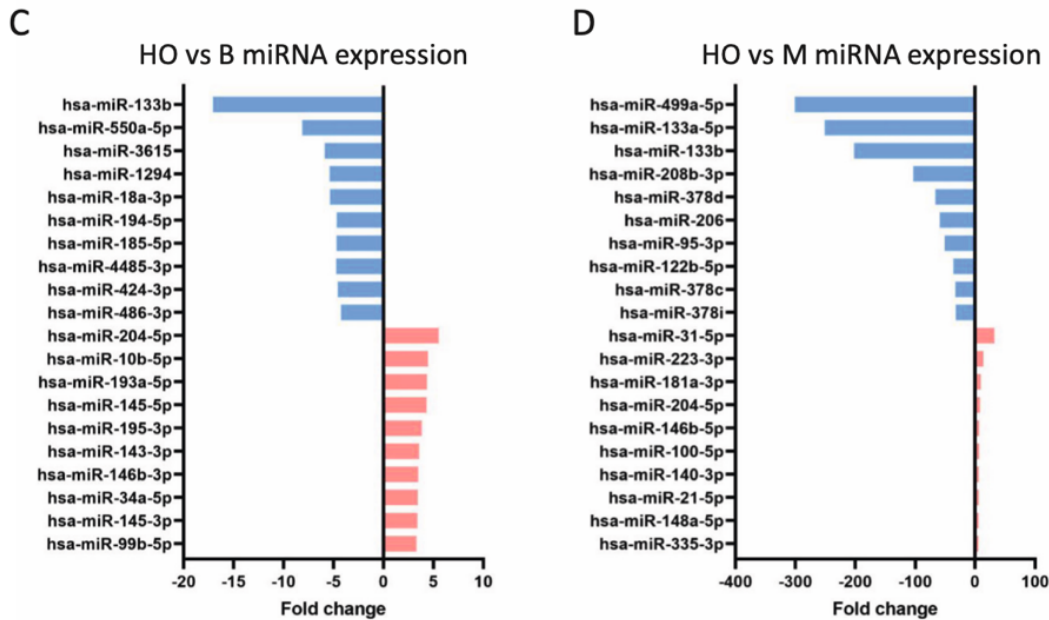 C
HO vs B miRNA expression
hsa-miR-133b
hsa-miR-550a-5p
hsa-miR-3615
hsa-miR-1294
hsa-miR-18a-3p
hsa-miR-194-5p
hsa-miR-185-5p
hsa-miR-4485-3p
hsa-miR-424-3p
hsa-miR-486-3p
hsa-miR-204-5p
hsa-miR-10b-5p
hsa-miR-193a-5p
hsa-miR-145-5p
hsa-miR-195-3p
hsa-miR-143-3p
hsa-miR-146b-3p
hsa-miR-34a-5p
hsa-miR-145-3p
hsa-miR-99b-5p
-20 -15 -10 -5 0 5 10
Fold change
D
HO vs M miRNA expression
hsa-miR-499a-5p
hsa-miR-133a-5p
hsa-miR-133b
hsa-miR-208b-3p
hsa-miR-378d
hsa-miR-206
hsa-miR-95-3p
hsa-miR-122b-5p
hsa-miR-378c
hsa-miR-378i
hsa-miR-31-5p
hsa-miR-223-3p
hsa-miR-181a-3p
hsa-miR-204-5p
hsa-miR-146b-5p
hsa-miR-100-5p
hsa-miR-140-3p
hsa-miR-21-5p
hsa-miR-148a-5p
hsa-miR-335-3p
-400 -300 -200 -100 0 100
Fold change